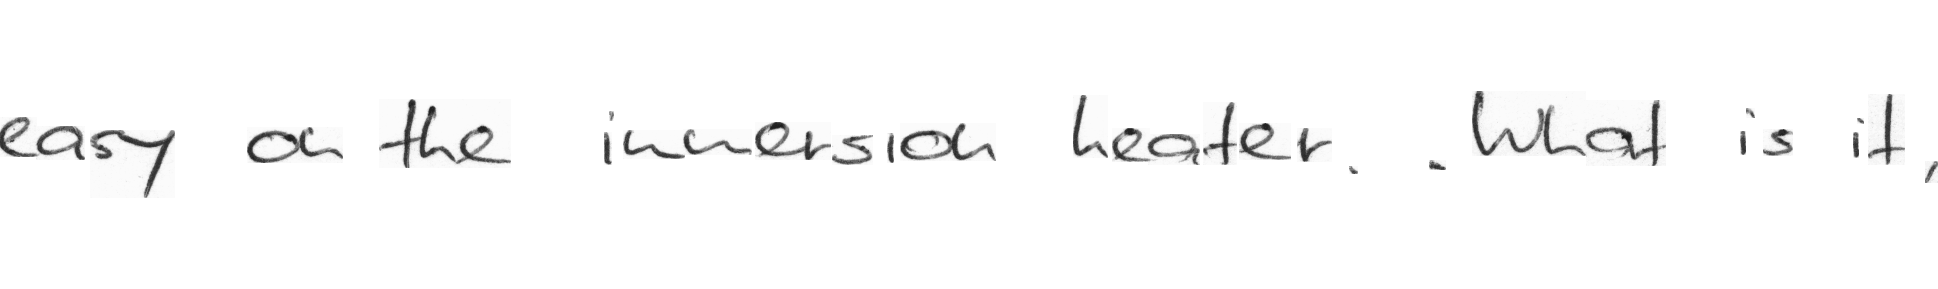 easy on the immersion heater. . What is it,